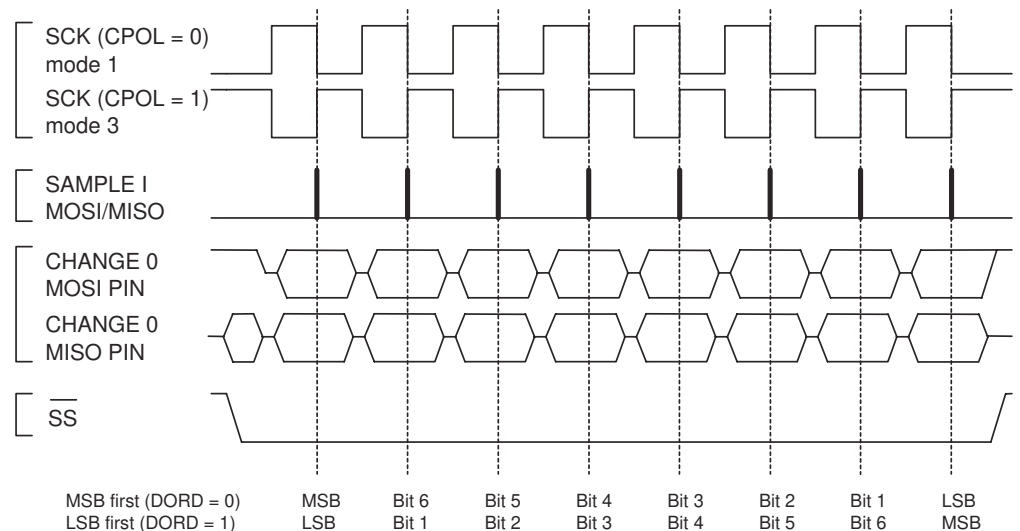 SCK (CPOL = 0)
mode 1
SCK (CPOL = 1)
mode 3
SAMPLE I
MOSI/MISO
CHANGE 0
MOSI PIN
CHANGE 0
MISO PIN
SS
MSB first (DORD = 0) MSB Bit 6 Bit 5 Bit 4 Bit 3 Bit 2 Bit 1 LSB
LSB first (DORD = 1) LSB Bit 1 Bit 2 Bit 3 Bit 4 Bit 5 Bit 6 MSB